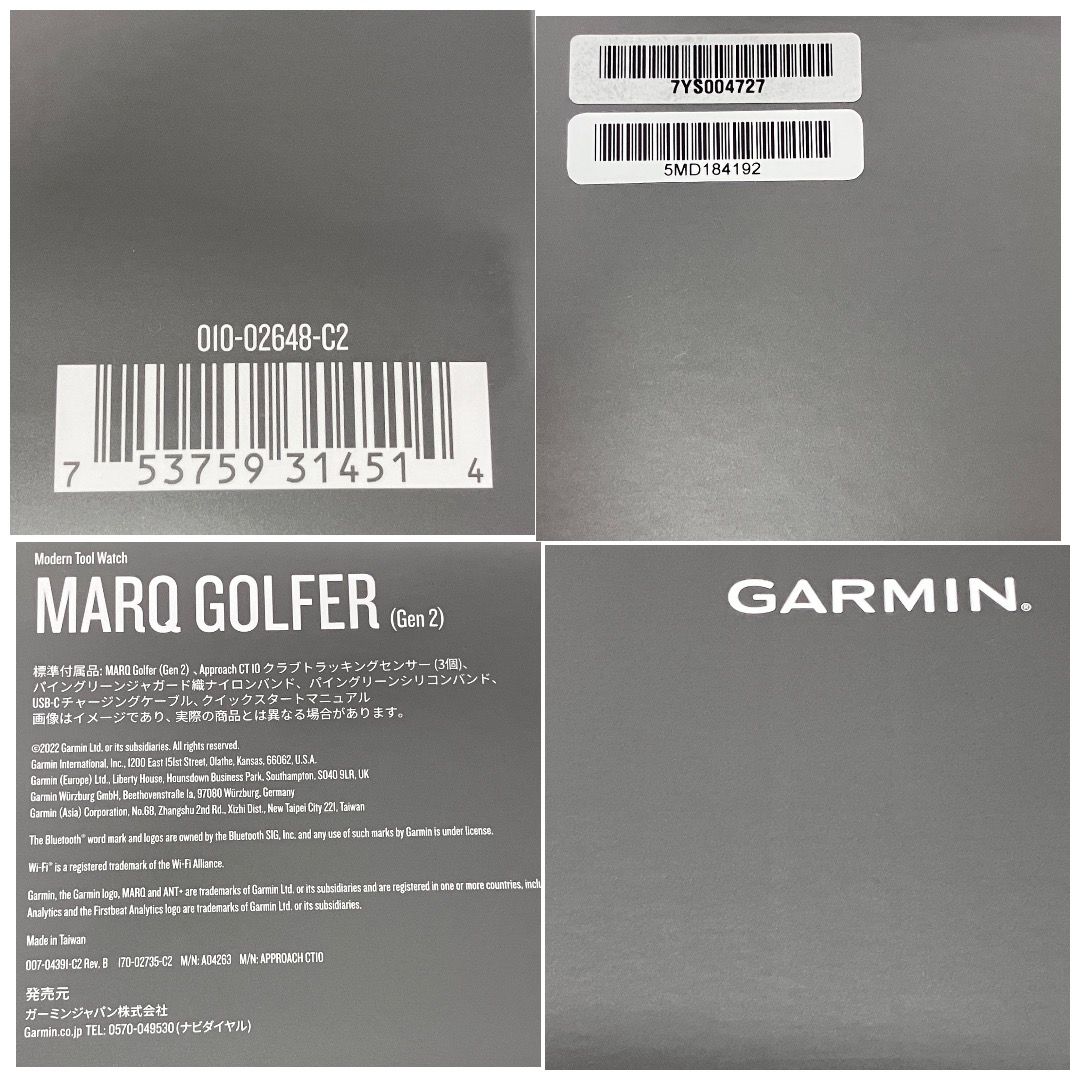 010-02648-C2
7 53759 31451 4
7YS004727
5MD184192
Modern Tool Watch
MARQ GOLFER (Gen 2)
標準付属品: MARQ Golfer (Gen 2) 、Approach CT 10 クラブトラッキングセンサー (3個)、
パイングリーンジャガード織ナイロンバンド、パイングリーンシリコンバンド、
USB-C チャージングケーブル、クイックスタートマニュアル
画像はイメージであり、実際の商品とは異なる場合があります。
©2022 Garmin Ltd. or its subsidiaries. All rights reserved.
Garmin International, Inc., 1200 East 151st Street, Olathe, Kansas, 66062, U.S.A.
Garmin (Europe) Ltd., Liberty House, Hounsdown Business Park, Southampton, SO40 9LR, UK
Garmin Würzburg GmbH, Beethovenstraße 1a, 97080 Würzburg, Germany
Garmin (Asia) Corporation, No.68, Zhangshu 2nd Rd., Xizhi Dist., New Taipei City 221, Taiwan
The Bluetooth® word mark and logos are owned by the Bluetooth SIG, Inc. and any use of such marks by Garmin is under license.
Wi-Fi® is a registered trademark of the Wi-Fi Alliance.
Garmin, the Garmin logo, MARQ and ANT+ are trademarks of Garmin Ltd. or its subsidiaries and are registered in one or more countries, inclu
Analytics and the Firstbeat Analytics logo are trademarks of Garmin Ltd. or its subsidiaries.
Made in Taiwan
007-04391-C2 Rev. B 170-02735-C2 M/N: A04263 M/N: APPROACH CT10
発売元
ガーミンジャパン株式会社
Garmin.co.jp TEL: 0570-049530 (ナビダイヤル)
GARMIN®